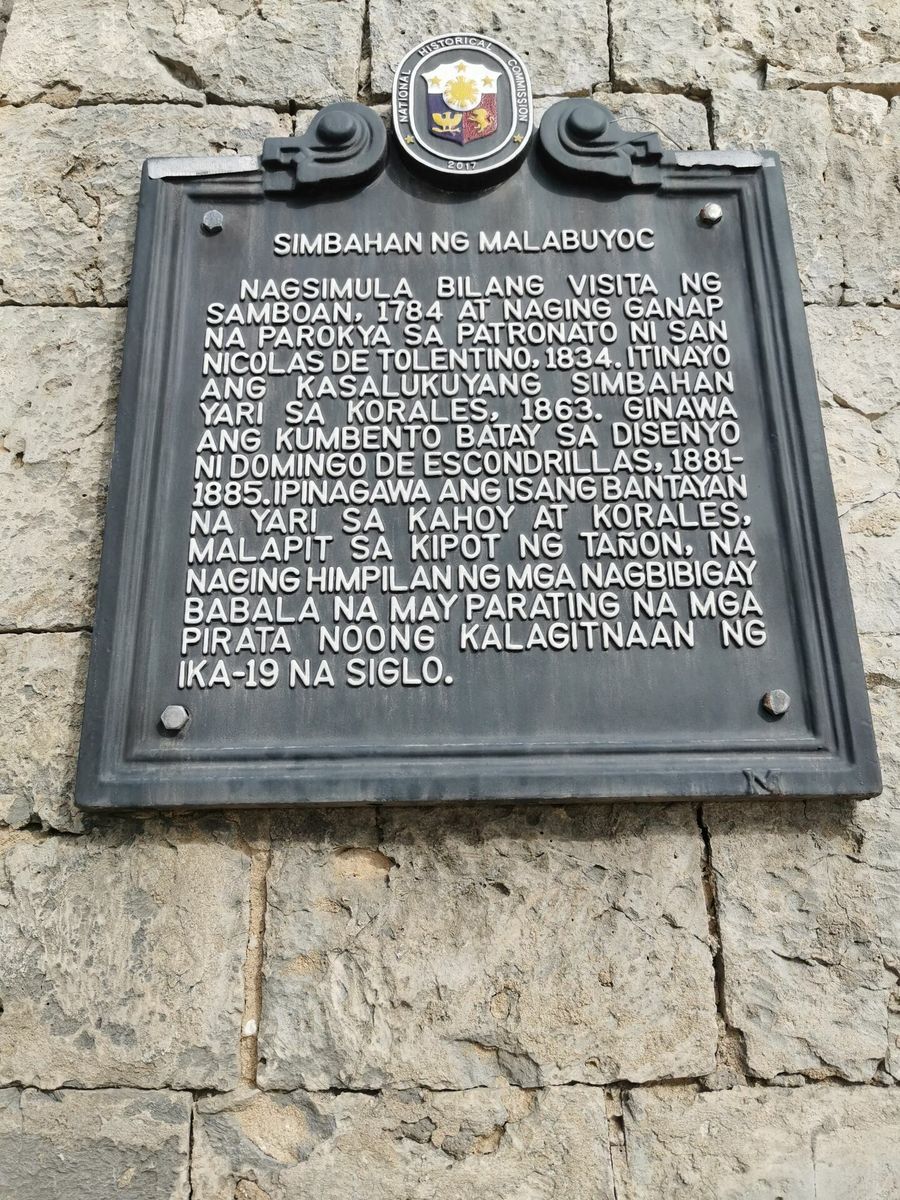 NATIONAL HISTORICAL COMMISSION
2017
SIMBAHAN NG MALABUYOC
NAGSIMULA BILANG VISITA NG
SAMBOAN, 1784 AT NAGING GANAP
NA PAROKYA SA PATRONATO NI SAN
NICOLAS DE TOLENTINO, 1834. ITINAYO
ANG KASALUKUYANG SIMBAHAN
YARI SA KORALES, 1863. GINAWA
ANG KUMBENTO BATAY SA DISENYO
NI DOMINGO DE ESCONDRILLAS, 1881-
1885. IPINAGAWA ANG ISANG BANTAYAN
NA YARI SA KAHOY AT KORALES,
MALAPIT SA KIPOT NG TAÑON, NA
NAGING HIMPILAN NG MGA NAGBIBIGAY
BABALA NA MAY PARATING NA MGA
PIRATA NOONG KALAGITNAAN NG
IKA-19 NA SIGLO.